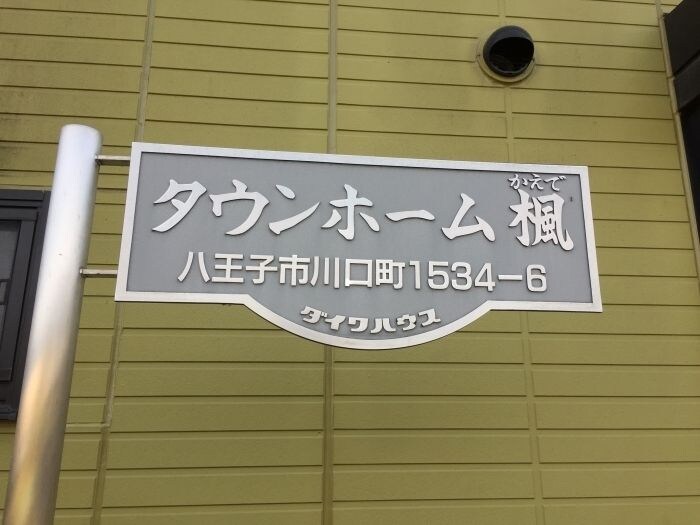 かえで
タウンホーム 楓
八王子市川口町1534-6
ダイワハウス